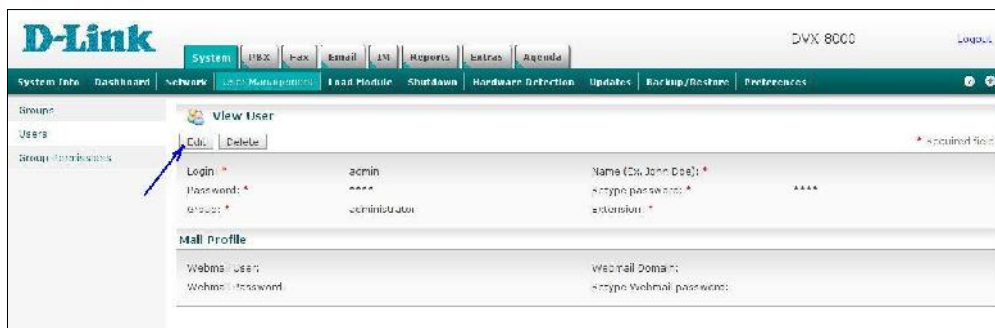 D-Link
DVX 8000
Logout
System PBX Fax Email IM Reports Extras Agenda
System Info Dashboard Network User Management Load Module Shutdown Hardware Detection Updates Backup/Restore Preferences
Groups
Users
Group Permissions
View User
Edit Delete
* Required field
Login: * admin Name (Ex. John Doe): *
Password: * **** Retype password: * ****
Group: * administrator Extension: *
Mail Profile
Webmail User: Webmail Domain:
Webmail Password Retype Webmail password: